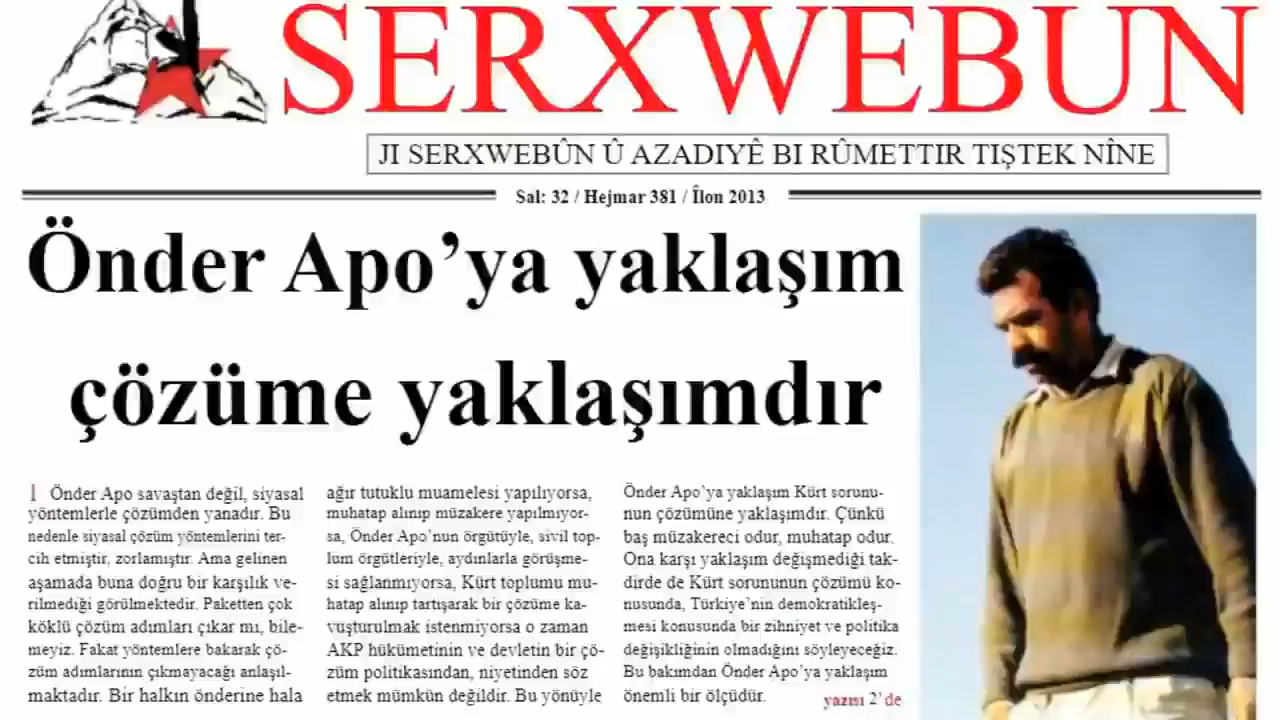 SERXWEBUN
JI SERXWEBÛN Û AZADIYÊ BI RÛMETTIR TIŞTEK NÎNE
Sal: 32 / Hejmar 381 / Îlon 2013
Önder Apo’ya yaklaşım
çözüme yaklaşımdır
Önder Apo savaştan değil, siyasal
yöntemlerle çözümden yanadır. Bu
nedenle siyasal çözüm yöntemlerini ter-
cih etmiştir, zorlamıştır. Ama gelinen
aşamada buna doğru bir karşılık ve-
rilmediği görülmektedir. Paketten çok
köklü çözüm adımları çıkar mı, bile-
meyiz. Fakat yöntemlere bakarak çö-
züm adımlarının çıkmayacağı anlaşıl-
maktadır. Bir halkın önderine hala
ağır tutuklu muamelesi yapılıyorsa,
muhatap alınıp müzakere yapılmıyor-
sa, Önder Apo’nun örgütüyle, sivil top-
lum örgütleriyle, aydınlarla görüşme-
si sağlanmıyorsa, Kürt toplumu mu-
hatap alınıp tartışarak bir çözüme ka-
vuşturulmak istenmiyorsa o zaman
AKP hükümetinin ve devletin bir çö-
züm politikasından, niyetinden söz
etmek mümkün değildir. Bu yönüyle
Önder Apo’ya yaklaşım Kürt sorunu-
nun çözümüne yaklaşımdır. Çünkü
baş müzakereci odur, muhatap odur.
Ona karşı yaklaşım değişmediği tak-
dirde de Kürt sorununun çözümü ko-
nusunda, Türkiye’nin demokratikleş-
mesi konusunda bir zihniyet ve politika
değişikliğinin olmadığını söyleyeceğiz.
Bu bakımdan Önder Apo’ya yaklaşım
önemli bir ölçüdür.
yazısı 2’de